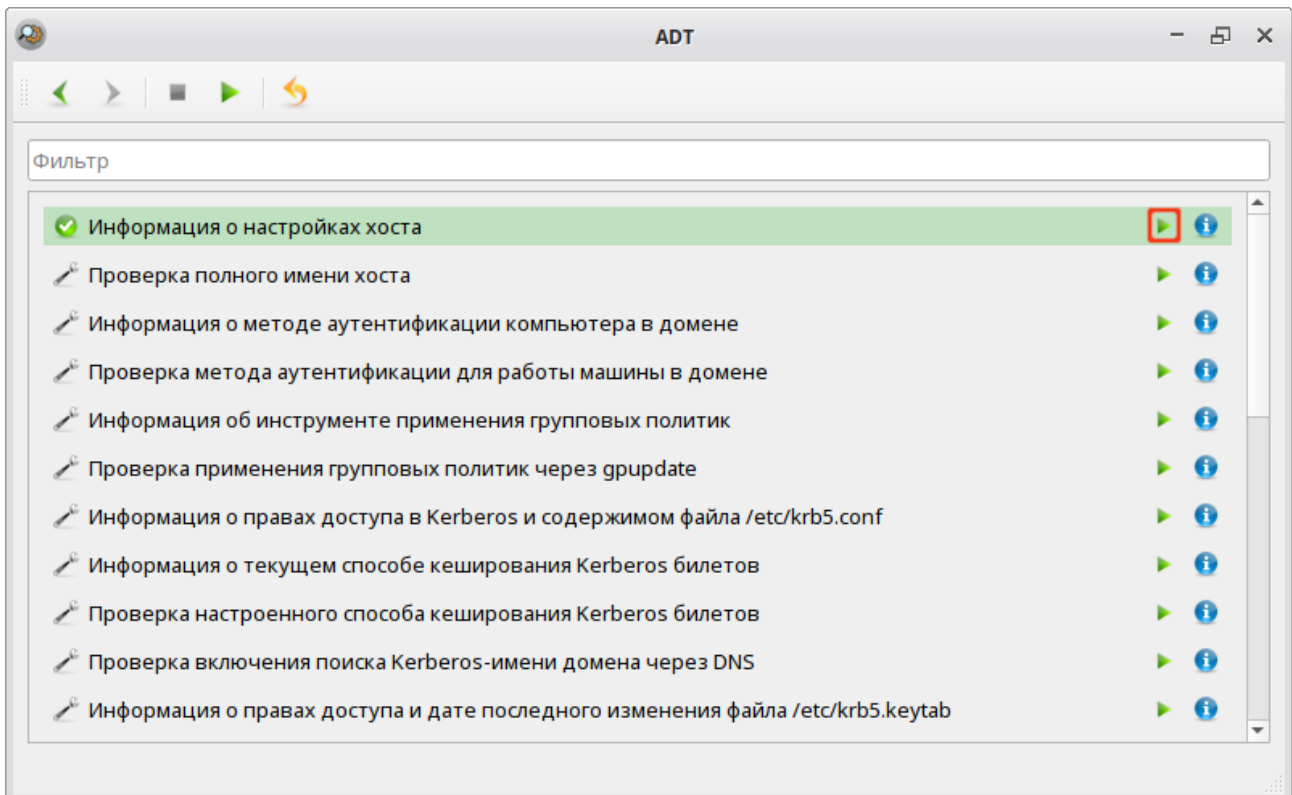 ADT
Фильтр
Информация о настройках хоста
Проверка полного имени хоста
Информация о методе аутентификации компьютера в домене
Проверка метода аутентификации для работы машины в домене
Информация об инструменте применения групповых политик
Проверка применения групповых политик через gpupdate
Информация о правах доступа в Kerberos и содержимом файла /etc/krb5.conf
Информация о текущем способе кеширования Kerberos билетов
Проверка настроенного способа кеширования Kerberos билетов
Проверка включения поиска Kerberos-имени домена через DNS
Информация о правах доступа и дате последнего изменения файла /etc/krb5.keytab